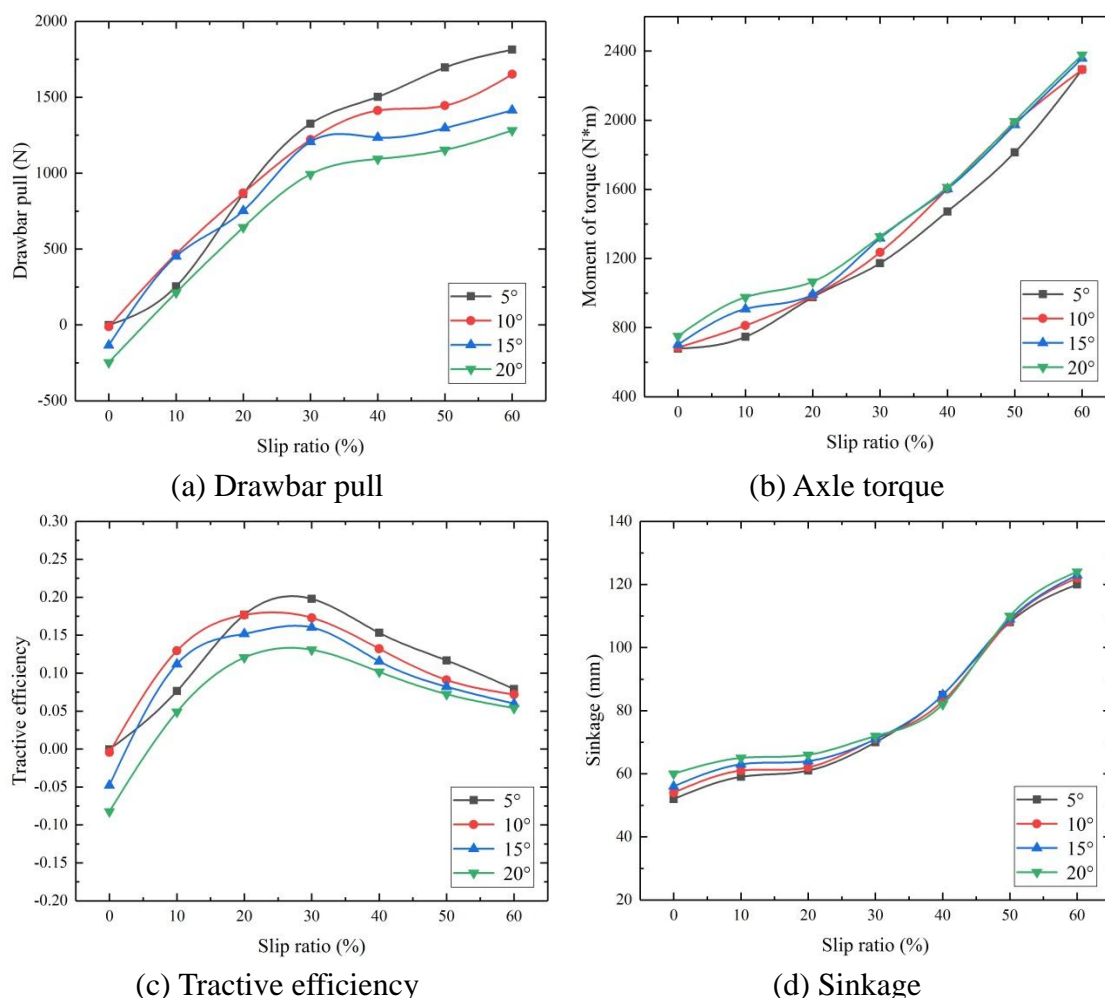 2000
1500
1000
500
0
-500
Drawbar pull (N)
5°
10°
15°
20°
0 10 20 30 40 50 60
Slip ratio (%)
(a) Drawbar pull
2400
2000
1600
1200
800
400
Moment of torque (N*m)
5°
10°
15°
20°
0 10 20 30 40 50 60
Slip ratio (%)
(b) Axle torque
0.30
0.25
0.20
0.15
0.10
0.05
0.00
-0.05
-0.10
-0.15
-0.20
Tractive efficiency
5°
10°
15°
20°
0 10 20 30 40 50 60
Slip ratio (%)
(c) Tractive efficiency
140
120
100
80
60
40
20
Sinkage (mm)
5°
10°
15°
20°
0 10 20 30 40 50 60
Slip ratio (%)
(d) Sinkage